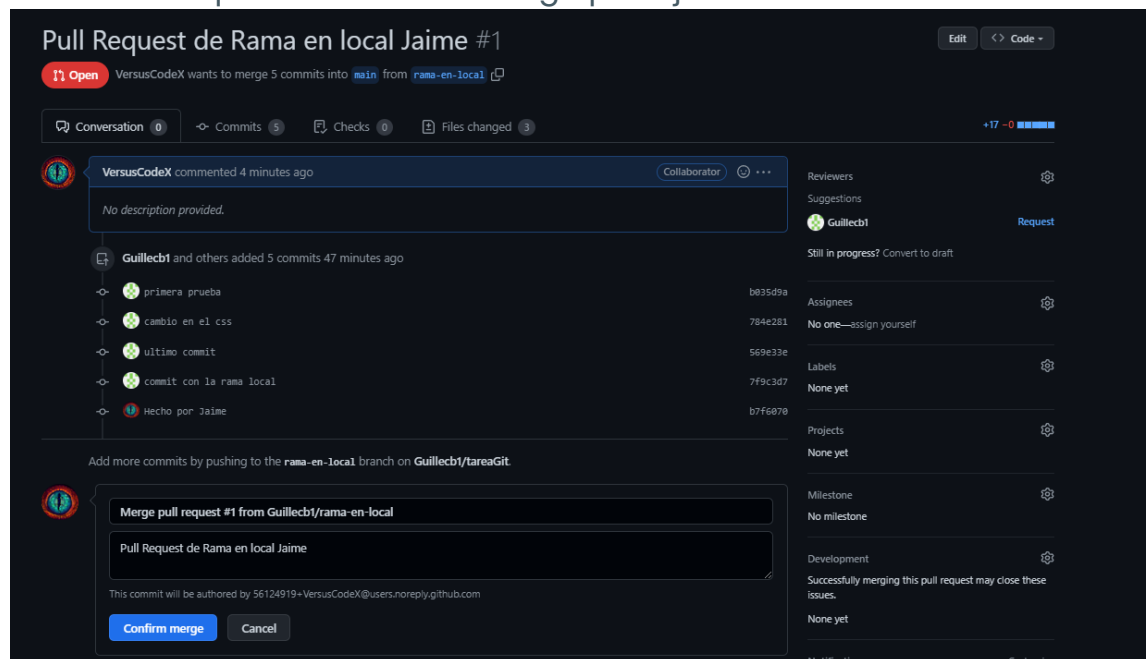 Pull Request de Rama en local Jaime #1
Edit
<> Code
Open
VersusCodeX wants to merge 5 commits into main from rama-en-local
Conversation 0
Commits 5
Checks 0
Files changed 3
+17 −0
VersusCodeX commented 4 minutes ago
Collaborator
No description provided.
Guillecb1 and others added 5 commits 47 minutes ago
primera prueba b035d9a
cambio en el css 784e281
ultimo commit 569e33e
commit con la rama local 7f9c3d7
Hecho por Jaime b7f6070
Add more commits by pushing to the rama-en-local branch on Guillecb1/tareaGit.
Merge pull request #1 from Guillecb1/rama-en-local
Pull Request de Rama en local Jaime
This commit will be authored by 56124919+VersusCodeX@users.noreply.github.com
Confirm merge
Cancel
Reviewers
Suggestions
Guillecb1 Request
Still in progress? Convert to draft
Assignees
No one—assign yourself
Labels
None yet
Projects
None yet
Milestone
No milestone
Development
Successfully merging this pull request may close these
issues.
None yet